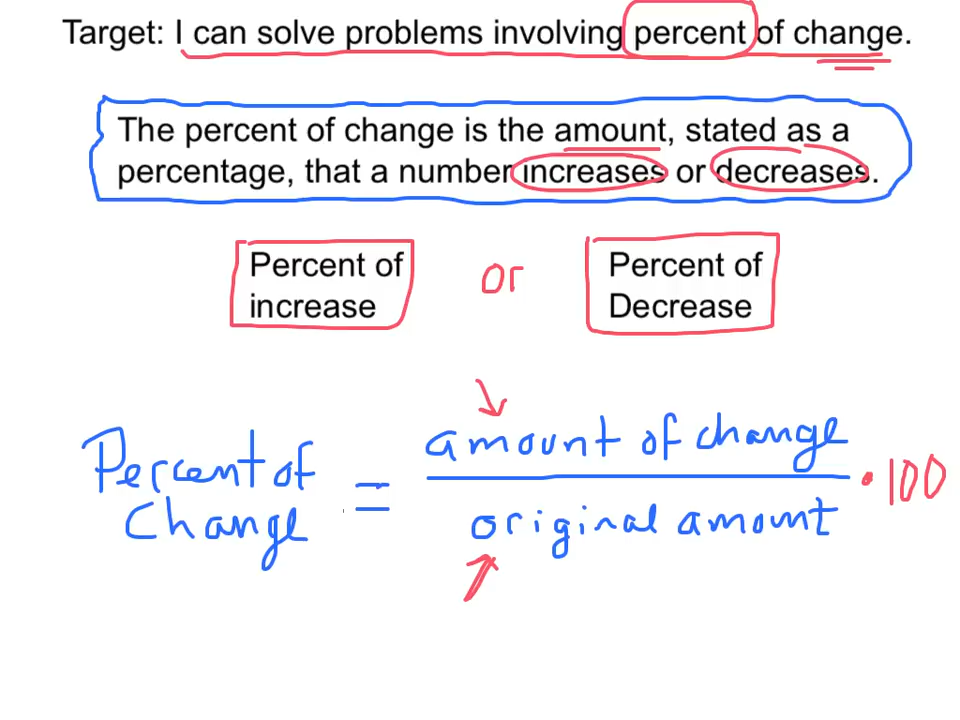 Target: I can solve problems involving percent of change.
The percent of change is the amount, stated as a
percentage, that a number increases or decreases.
Percent of
increase
or
Percent of
Decrease
Percent of
Change
=
amount of change
original amount
• 100